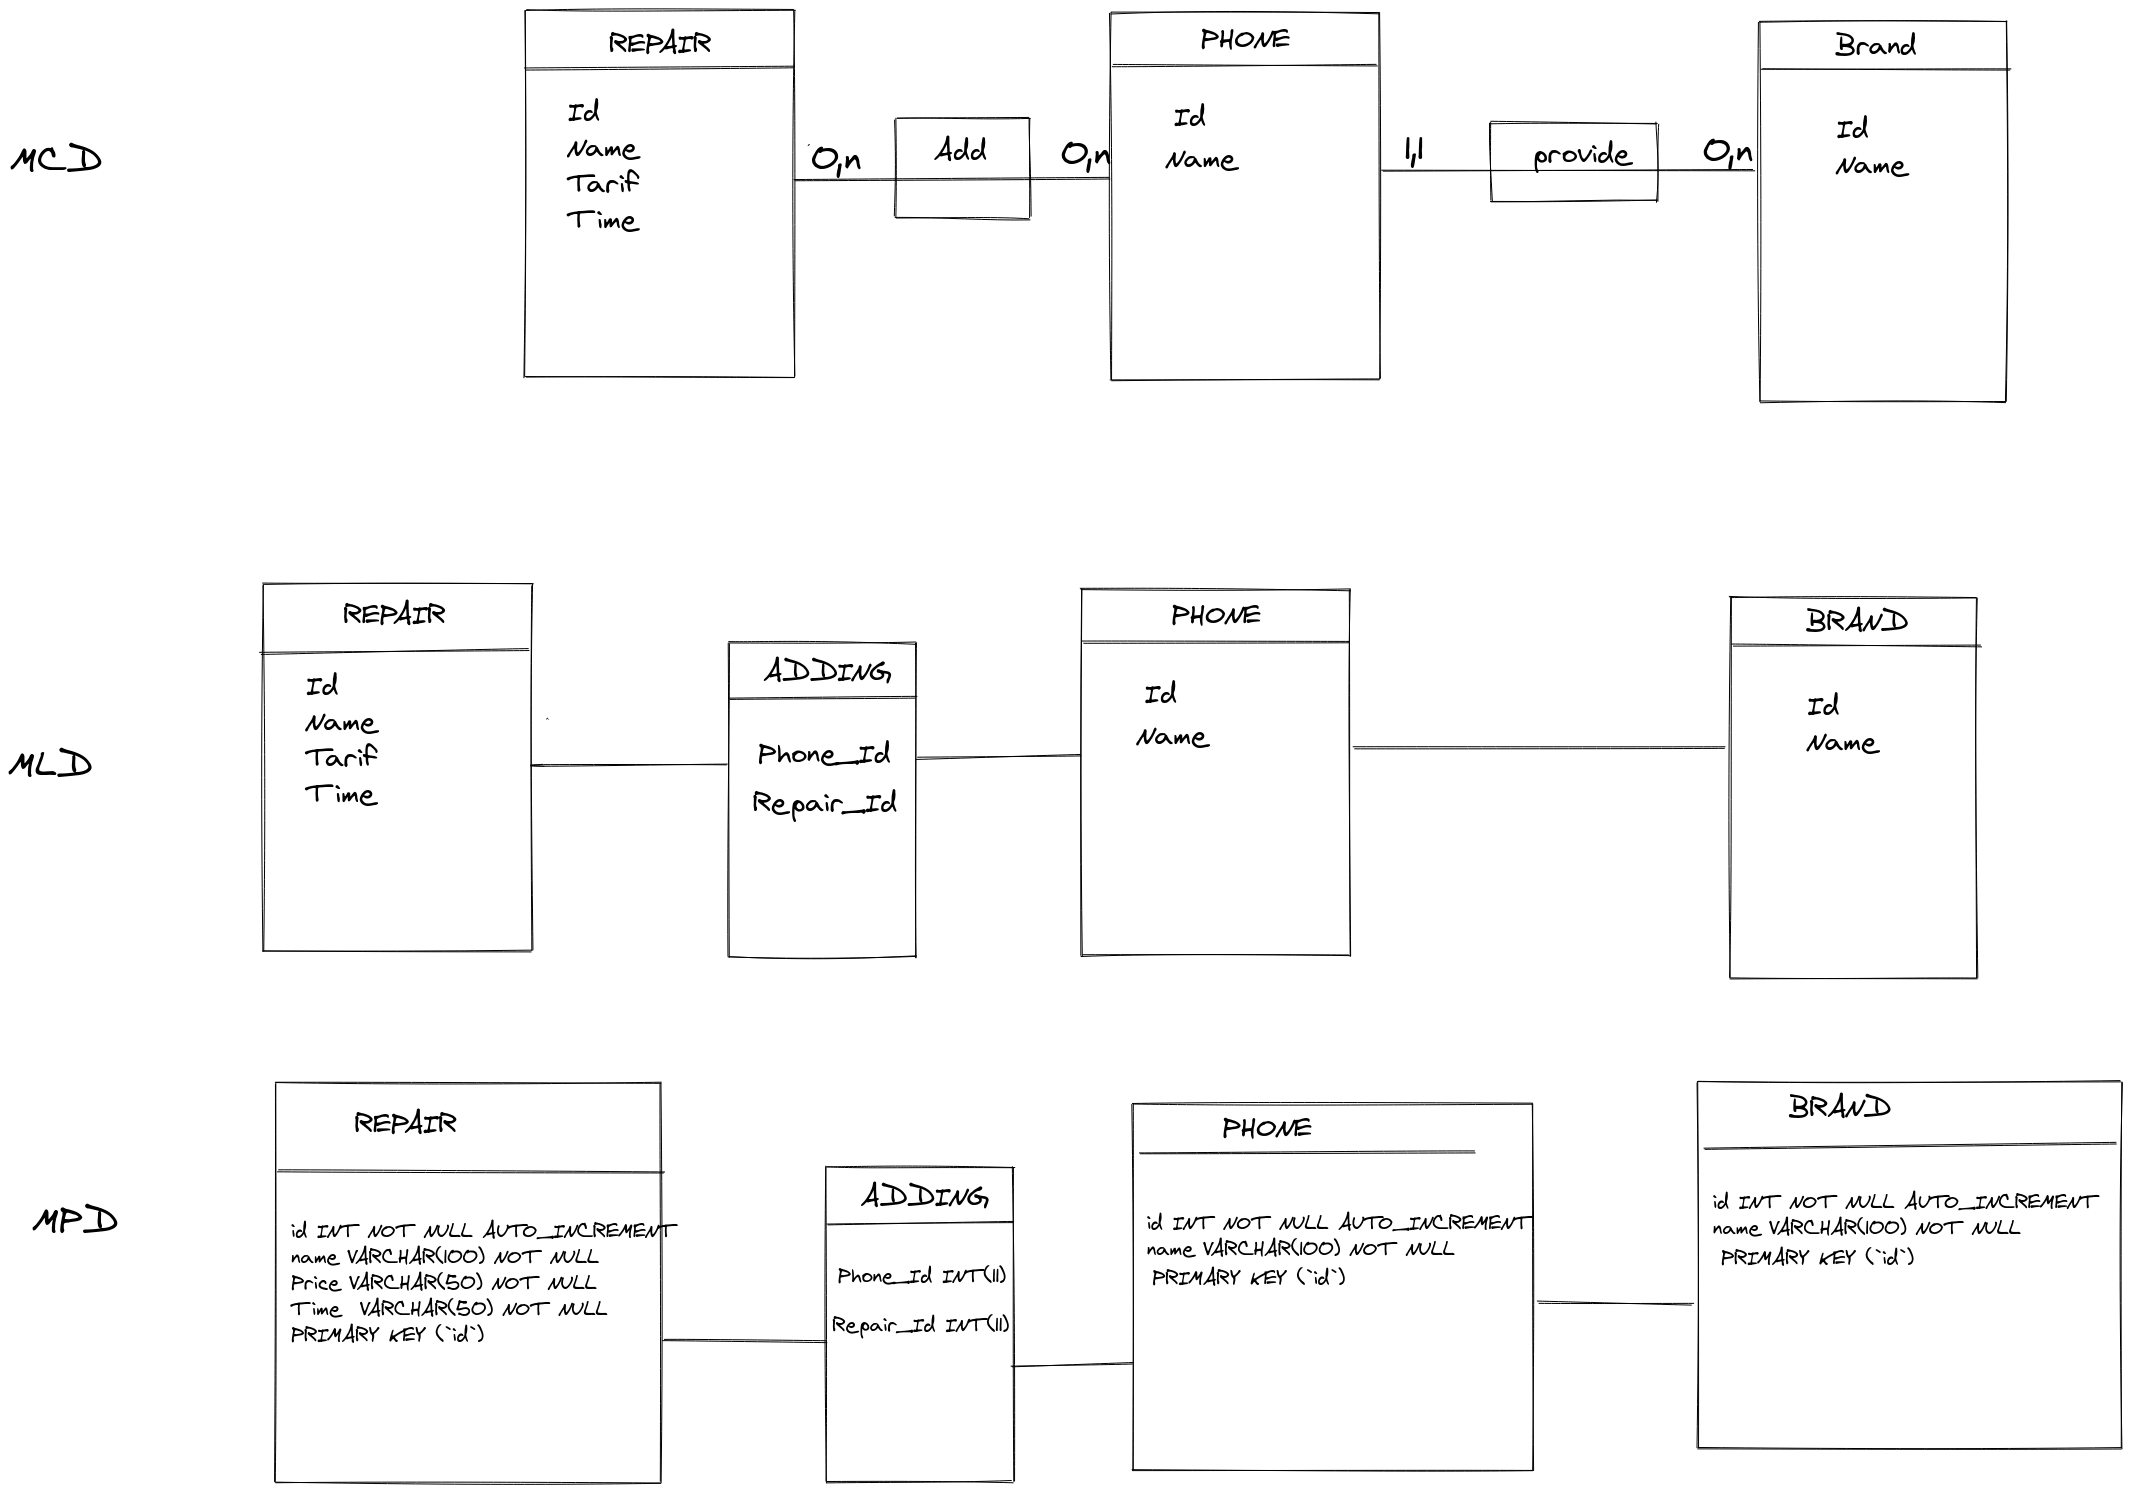 MCD
REPAIR
Id
Name
Tarif
Time
0,n
Add
0,n
PHONE
Id
Name
1,1
provide
0,n
Brand
Id
Name
MLD
REPAIR
Id
Name
Tarif
Time
ADDING
Phone_Id
Repair_Id
PHONE
Id
Name
BRAND
Id
Name
MPD
REPAIR
id INT NOT NULL AUTO_INCREMENT
name VARCHAR(100) NOT NULL
Price VARCHAR(50) NOT NULL
Time VARCHAR(50) NOT NULL
PRIMARY KEY (`id`)
ADDING
Phone_Id INT(11)
Repair_Id INT(11)
PHONE
id INT NOT NULL AUTO_INCREMENT
name VARCHAR(100) NOT NULL
PRIMARY KEY (`id`)
BRAND
id INT NOT NULL AUTO_INCREMENT
name VARCHAR(100) NOT NULL
PRIMARY KEY (`id`)